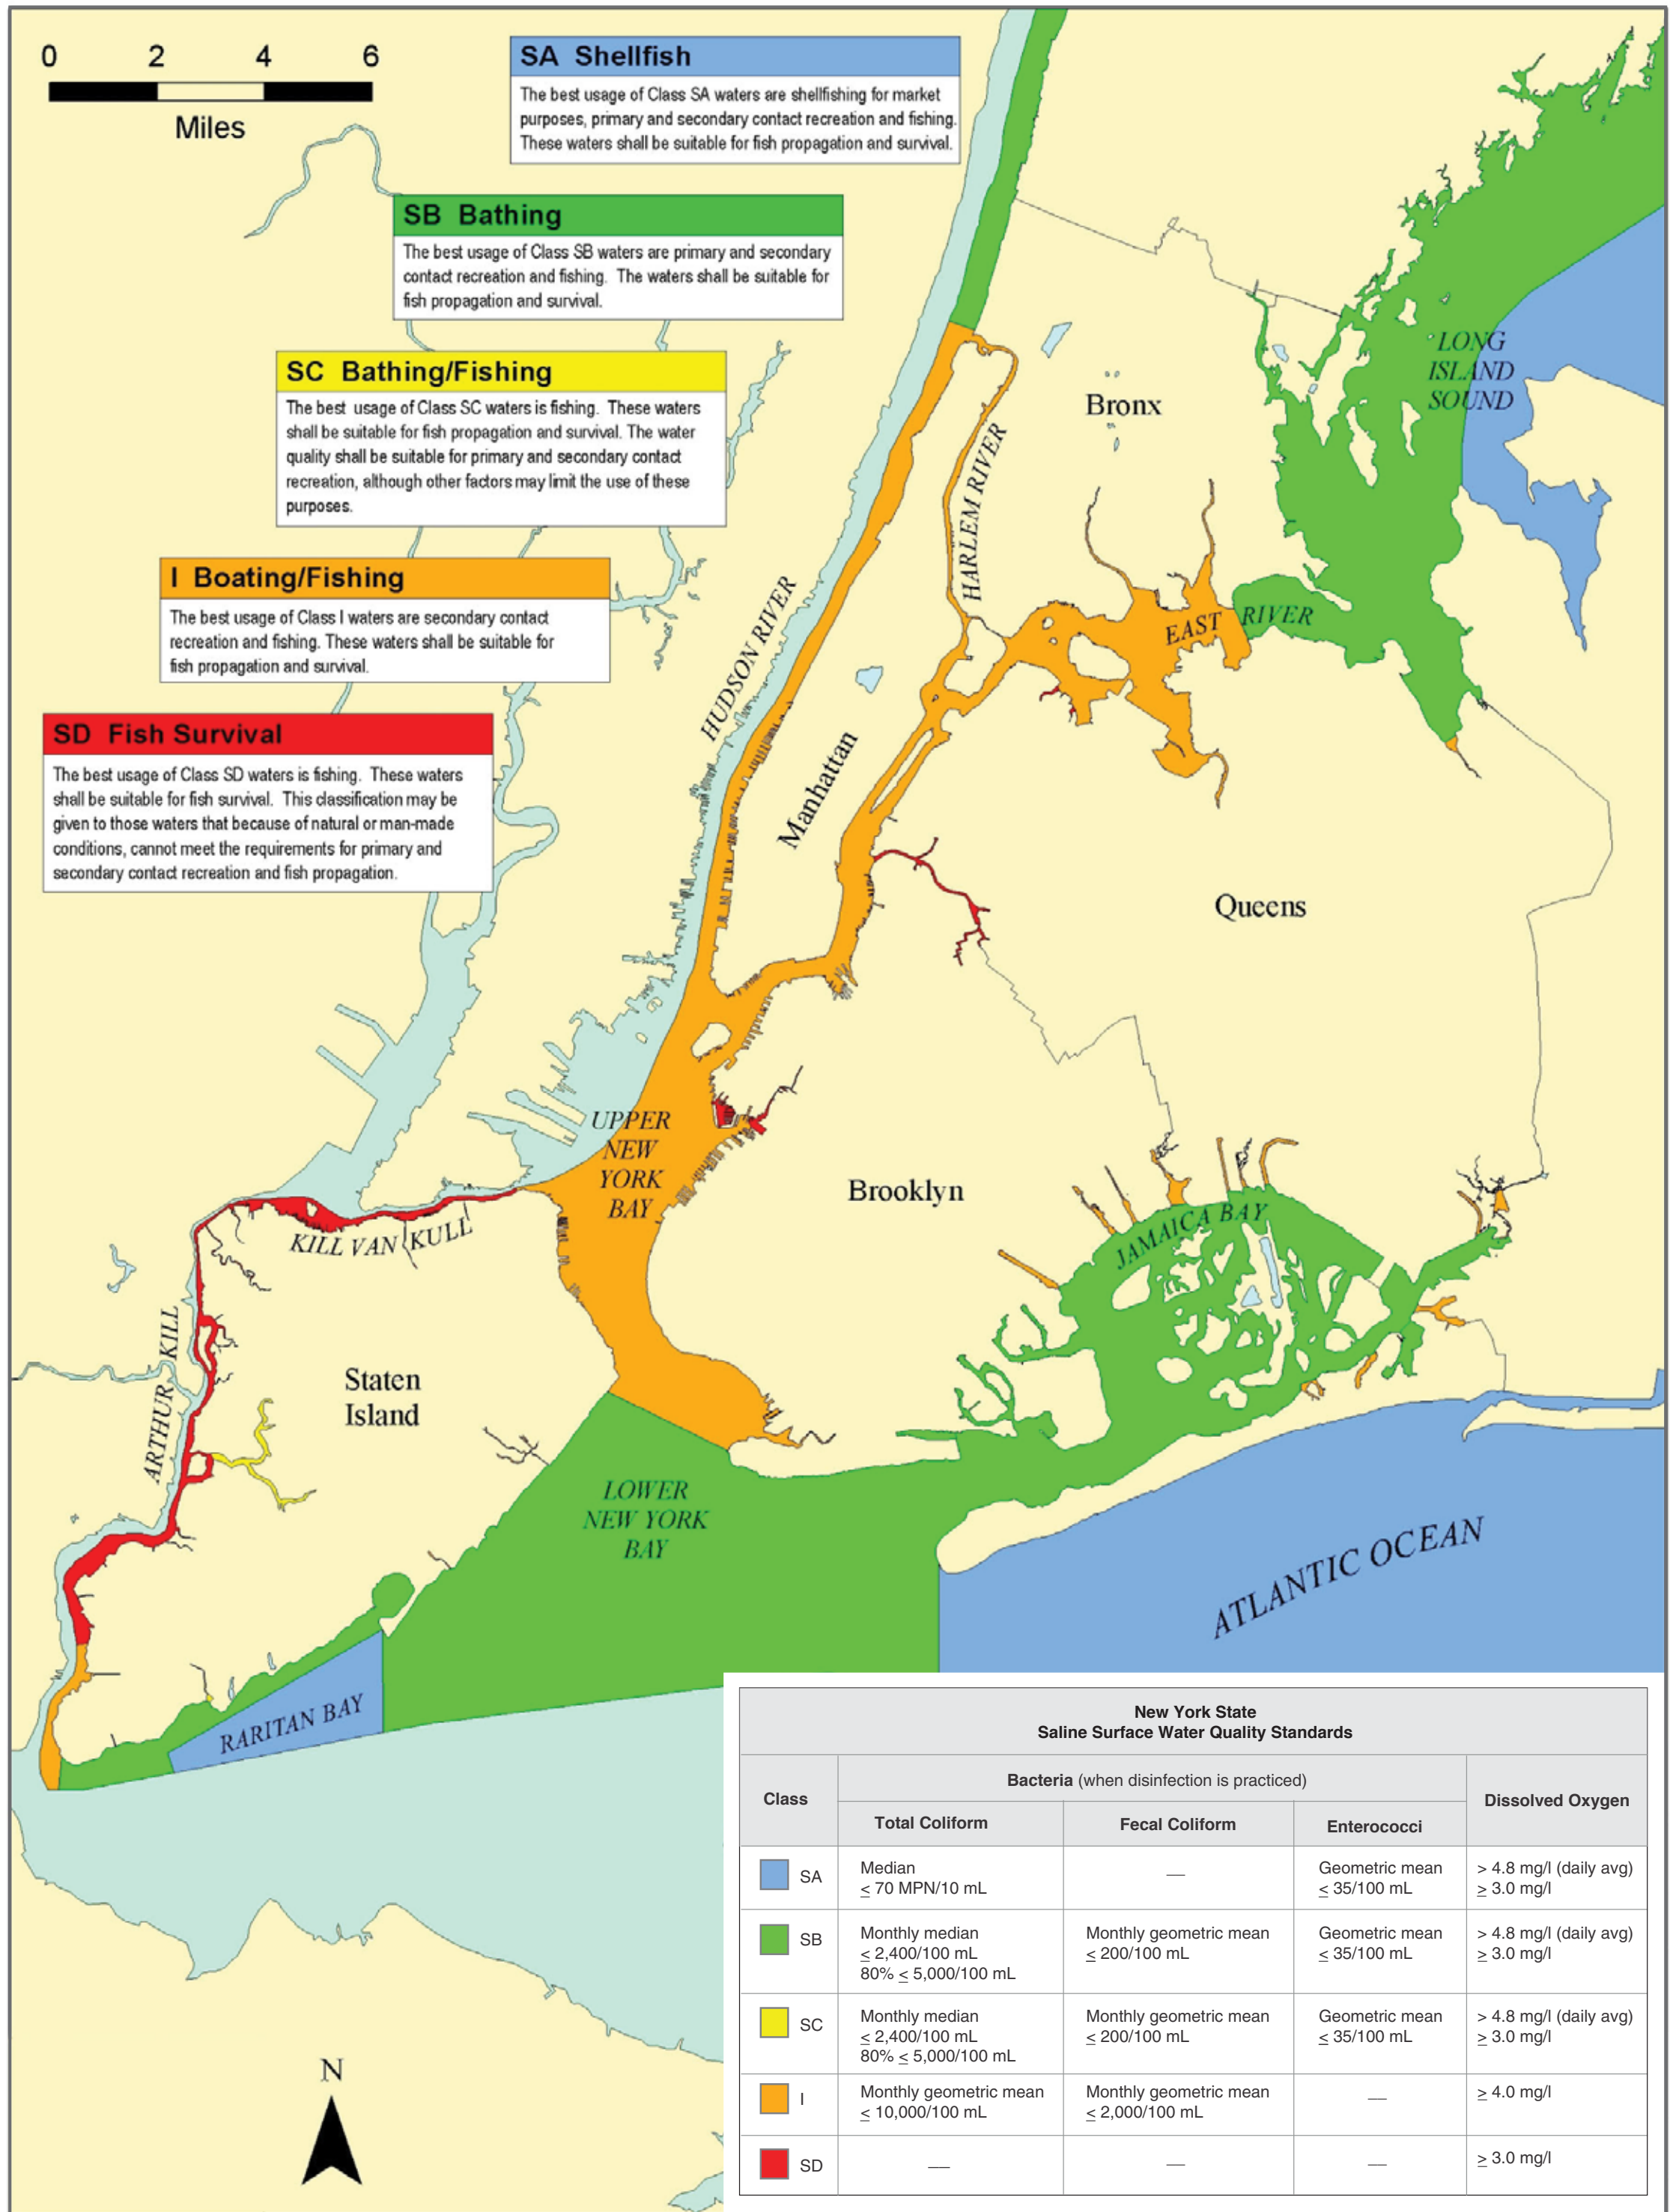 0 2 4 6
Miles
SA Shellfish
The best usage of Class SA waters are shellfishing for market
purposes, primary and secondary contact recreation and fishing.
These waters shall be suitable for fish propagation and survival.
SB Bathing
The best usage of Class SB waters are primary and secondary
contact recreation and fishing. The waters shall be suitable for
fish propagation and survival.
SC Bathing/Fishing
The best usage of Class SC waters is fishing. These waters
shall be suitable for fish propagation and survival. The water
quality shall be suitable for primary and secondary contact
recreation, although other factors may limit the use of these
purposes.
I Boating/Fishing
The best usage of Class I waters are secondary contact
recreation and fishing. These waters shall be suitable for
fish propagation and survival.
SD Fish Survival
The best usage of Class SD waters is fishing. These waters
shall be suitable for fish survival. This classification may be
given to those waters that because of natural or man-made
conditions, cannot meet the requirements for primary and
secondary contact recreation and fish propagation.
LONG
ISLAND
SOUND
Bronx
HARLEM RIVER
HUDSON RIVER
EAST RIVER
Manhattan
Queens
UPPER
NEW
YORK
BAY
Brooklyn
JAMAICA BAY
KILL VAN KULL
ARTHUR KILL
Staten
Island
LOWER
NEW YORK
BAY
ATLANTIC OCEAN
RARITAN BAY
N
New York State
Saline Surface Water Quality Standards
Class
Bacteria (when disinfection is practiced)
Dissolved Oxygen
Total Coliform
Fecal Coliform
Enterococci
SA
Median
≤ 70 MPN/10 mL
—
Geometric mean
≤ 35/100 mL
> 4.8 mg/l (daily avg)
≥ 3.0 mg/l
SB
Monthly median
≤ 2,400/100 mL
80% ≤ 5,000/100 mL
Monthly geometric mean
≤ 200/100 mL
Geometric mean
≤ 35/100 mL
> 4.8 mg/l (daily avg)
≥ 3.0 mg/l
SC
Monthly median
≤ 2,400/100 mL
80% ≤ 5,000/100 mL
Monthly geometric mean
≤ 200/100 mL
Geometric mean
≤ 35/100 mL
> 4.8 mg/l (daily avg)
≥ 3.0 mg/l
I
Monthly geometric mean
≤ 10,000/100 mL
Monthly geometric mean
≤ 2,000/100 mL
—
≥ 4.0 mg/l
SD
—
—
—
≥ 3.0 mg/l